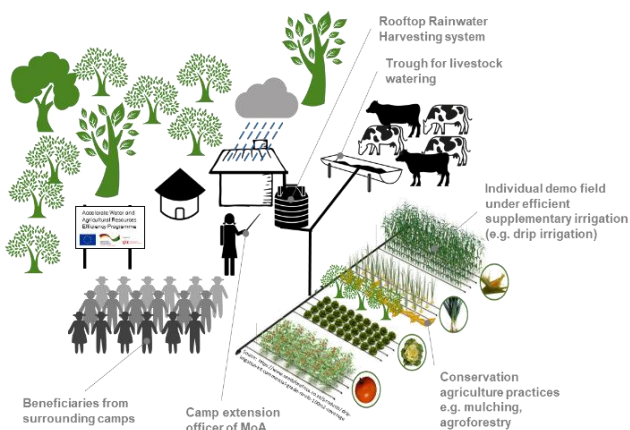 Rooftop Rainwater
Harvesting system
Trough for livestock
watering
Individual demo field
under efficient
supplementary irrigation
(e.g. drip irrigation)
Accelerate Water and
Agricultural Resources
Efficiency Programme
Conservation
agriculture practices
e.g. mulching,
agroforestry
Beneficiaries from
surrounding camps
Camp extension
officer of MoA